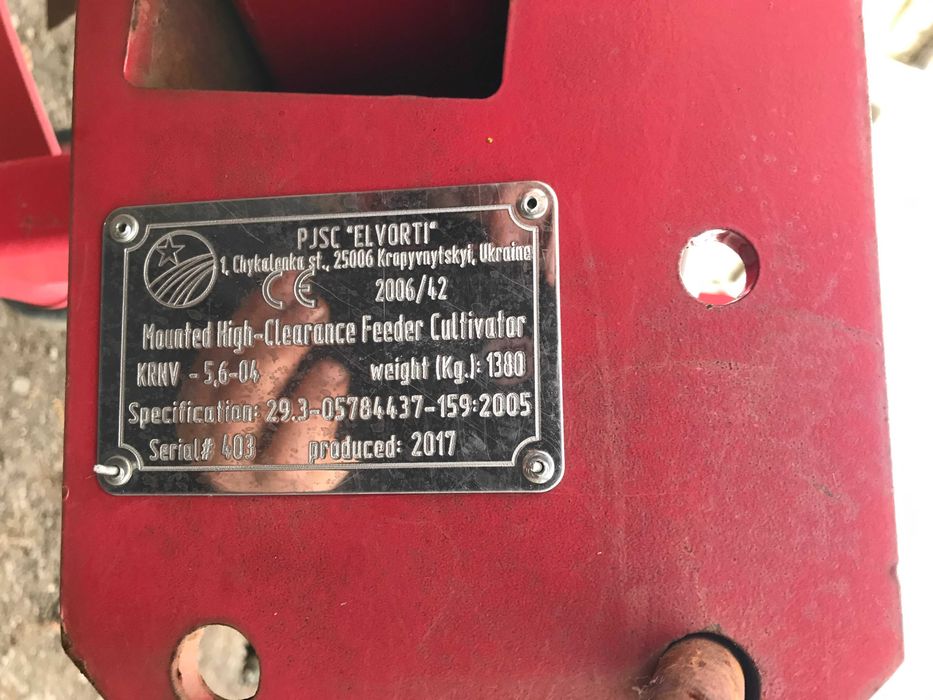 PJSC "ELVORTI"
1, Chykalenka st., 25006 Krapyvnytskyi, Ukraine
CE 2006/42
Mounted High-Clearance Feeder Cultivator
KRNV - 5,6-04 weight (Kg.): 1380
Specification: 29.3-05784437-159:2005
Serial# 403 produced: 2017